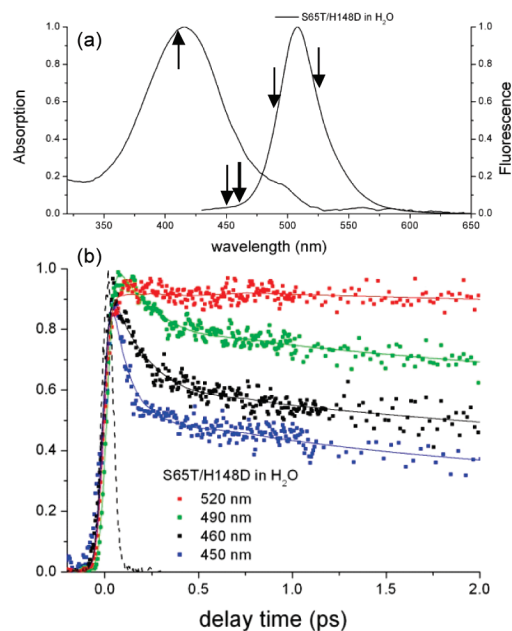 (a)
S65T/H148D in H₂O
Absorption
1.0
0.8
0.6
0.4
0.2
0.0
Fluorescence
1.0
0.8
0.6
0.4
0.2
0.0
350 400 450 500 550 600 650
wavelength (nm)
(b)
1.0
0.8
0.6
0.4
0.2
0.0
S65T/H148D in H₂O
520 nm
490 nm
460 nm
450 nm
0.0 0.5 1.0 1.5 2.0
delay time (ps)